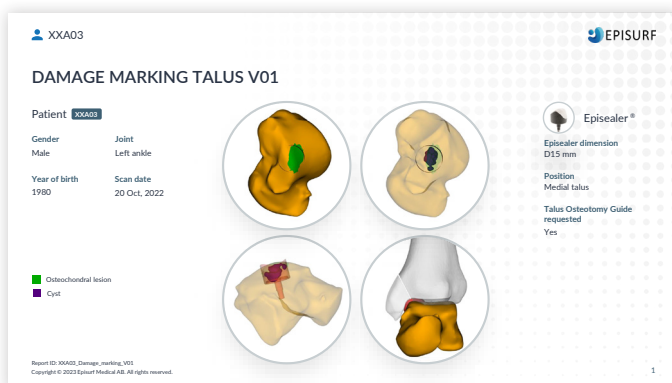 XXA03
EPISURF
DAMAGE MARKING TALUS V01
Patient XXA03
Gender
Male
Joint
Left ankle
Year of birth
1980
Scan date
20 Oct, 2022
Osteochondral lesion
Cyst
Episealer ®
Episealer dimension
D15 mm
Position
Medial talus
Talus Osteotomy Guide
requested
Yes
Report ID: XXA03_Damage_marking_V01
Copyright © 2023 Episurf Medical AB. All rights reserved.
1